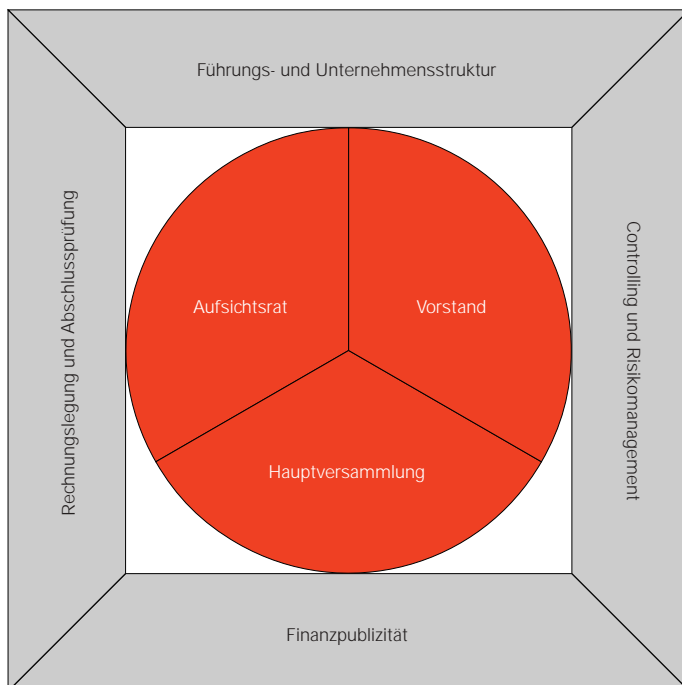 Führungs- und Unternehmensstruktur
Rechnungslegung und Abschlussprüfung
Aufsichtsrat
Vorstand
Controlling und Risikomanagement
Hauptversammlung
Finanzpublizität